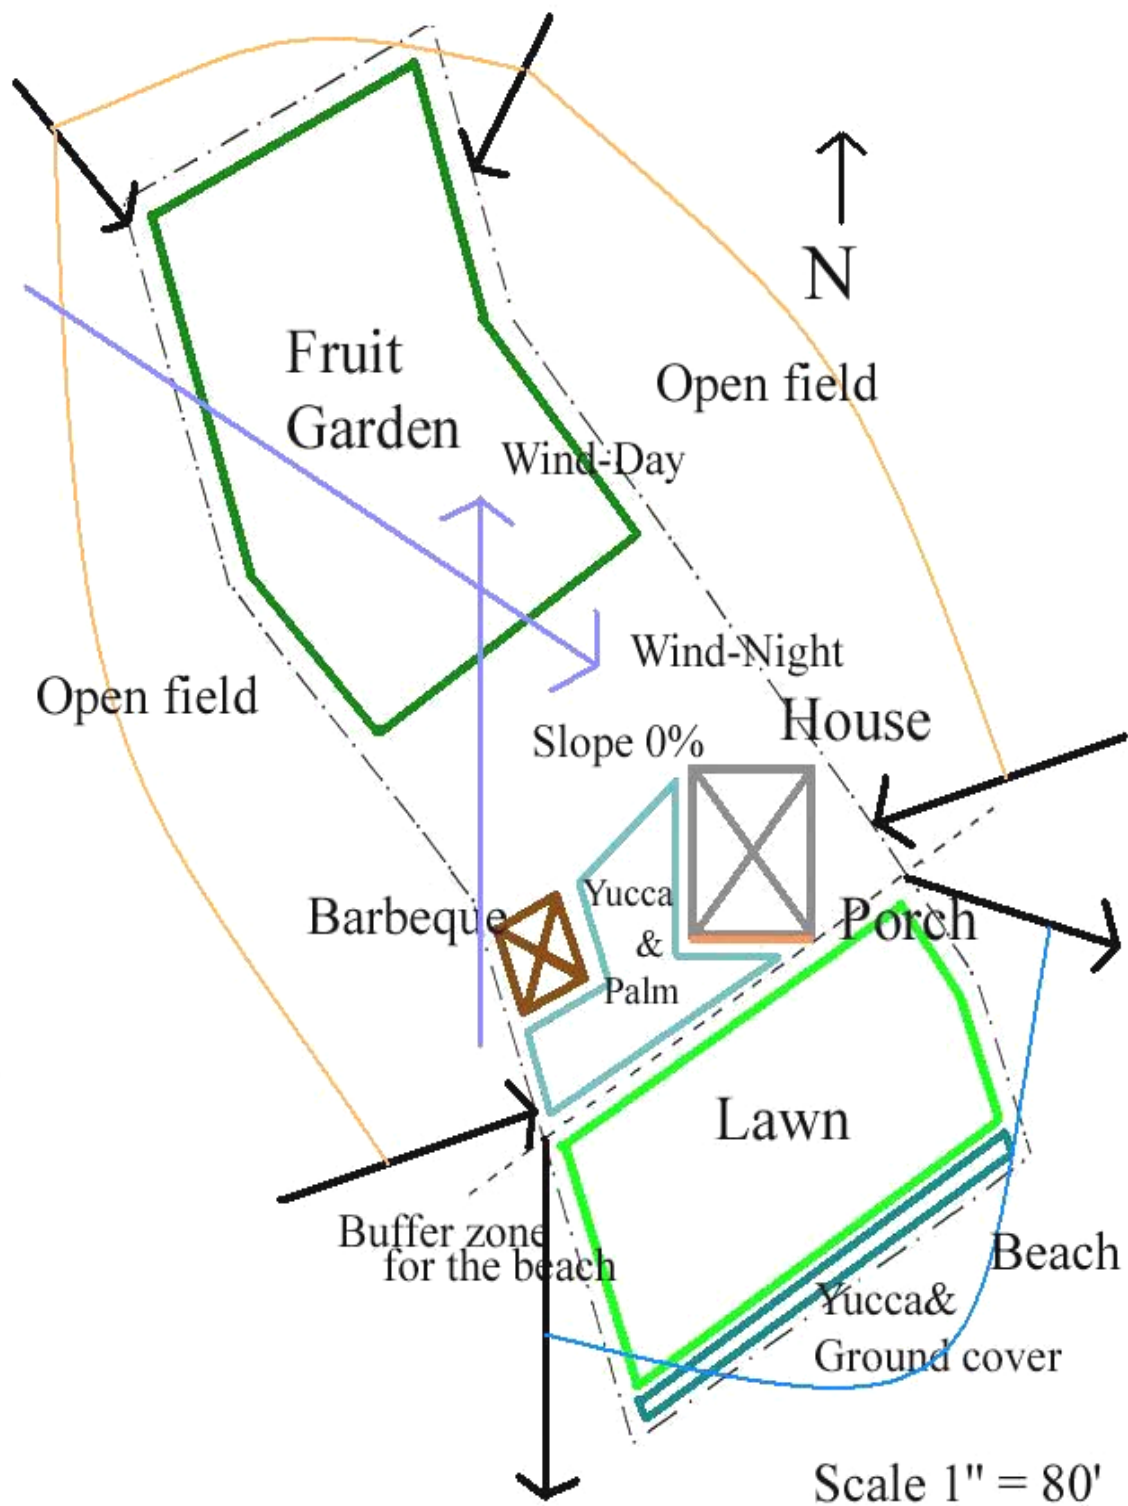 N
Fruit
Garden
Open field
Wind-Day
Wind-Night
Open field
House
Slope 0%
Yucca
&
Palm
Barbeque
Porch
Lawn
Buffer zone
for the beach
Beach
Yucca&
Ground cover
Scale 1" = 80'